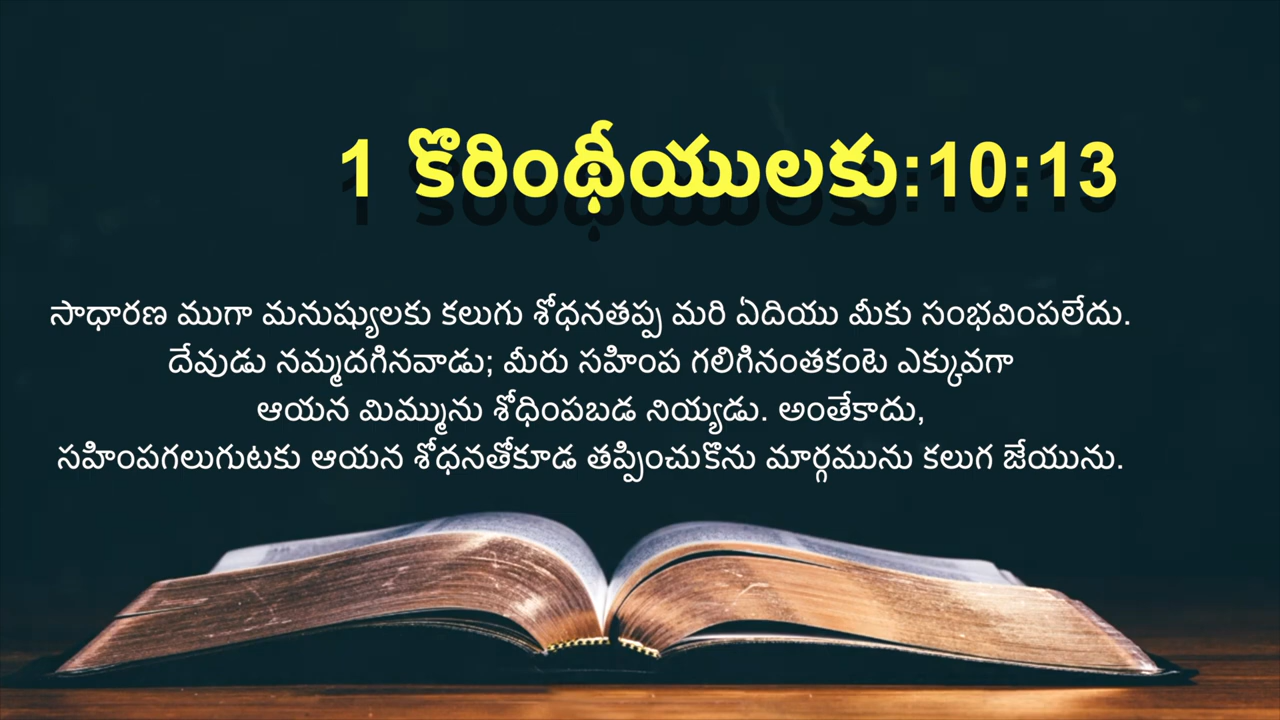 1 కొరింథీయులకు:10:13
సాధారణ ముగా మనుష్యులకు కలుగు శోధనతప్ప మరి ఏదియు మీకు సంభవింపలేదు.
దేవుడు నమ్మదగినవాడు; మీరు సహింప గలిగినంతకంటె ఎక్కువగా
ఆయన మిమ్మును శోధింపబడ నియ్యడు. అంతేకాదు,
సహింపగలుగుటకు ఆయన శోధనతోకూడ తప్పించుకొను మార్గమును కలుగ జేయును.